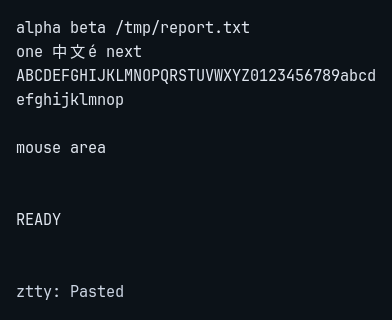 alpha beta /tmp/report.txt
one 中文é next
ABCDEFGHIJKLMNOPQRSTUVWXYZ0123456789abcd
efghijklmnop
mouse area
READY
ztty: Pasted